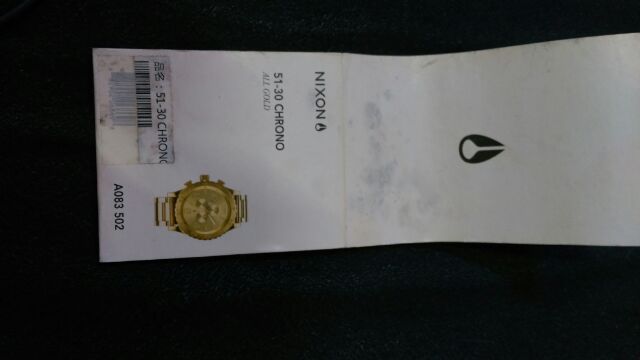 NIXON
51-30 CHRONO
ALL GOLD
品名：51-30 CHRONO
A083 502